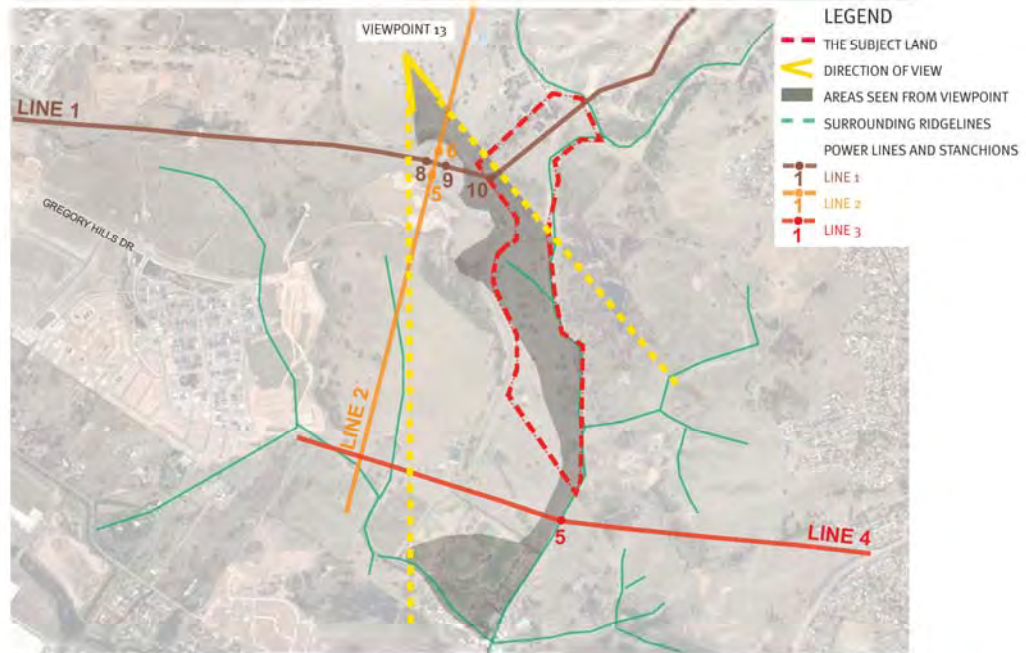 VIEWPOINT 13
LINE 1
8
6
9
5
10
GREGORY HILLS DR.
LINE 2
5
LINE 4
LEGEND
THE SUBJECT LAND
DIRECTION OF VIEW
AREAS SEEN FROM VIEWPOINT
SURROUNDING RIDGELINES
POWER LINES AND STANCHIONS
1 LINE 1
1 LINE 2
1 LINE 3